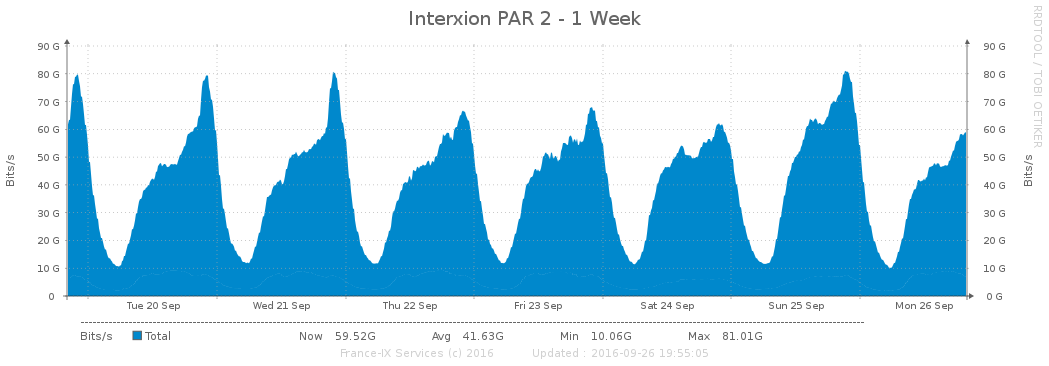 Interxion PAR 2 - 1 Week
RRDTOOL / TOBI OETIKER
Bits/s
90 G 90 G
80 G 80 G
70 G 70 G
60 G 60 G
50 G 50 G
40 G 40 G
30 G 30 G
20 G 20 G
10 G 10 G
0 0 G
Bits/s
Tue 20 Sep Wed 21 Sep Thu 22 Sep Fri 23 Sep Sat 24 Sep Sun 25 Sep Mon 26 Sep
Bits/s Total Now 59.52G Avg 41.63G Min 10.06G Max 81.01G
France-IX Services (c) 2016 Updated : 2016-09-26 19:55:05